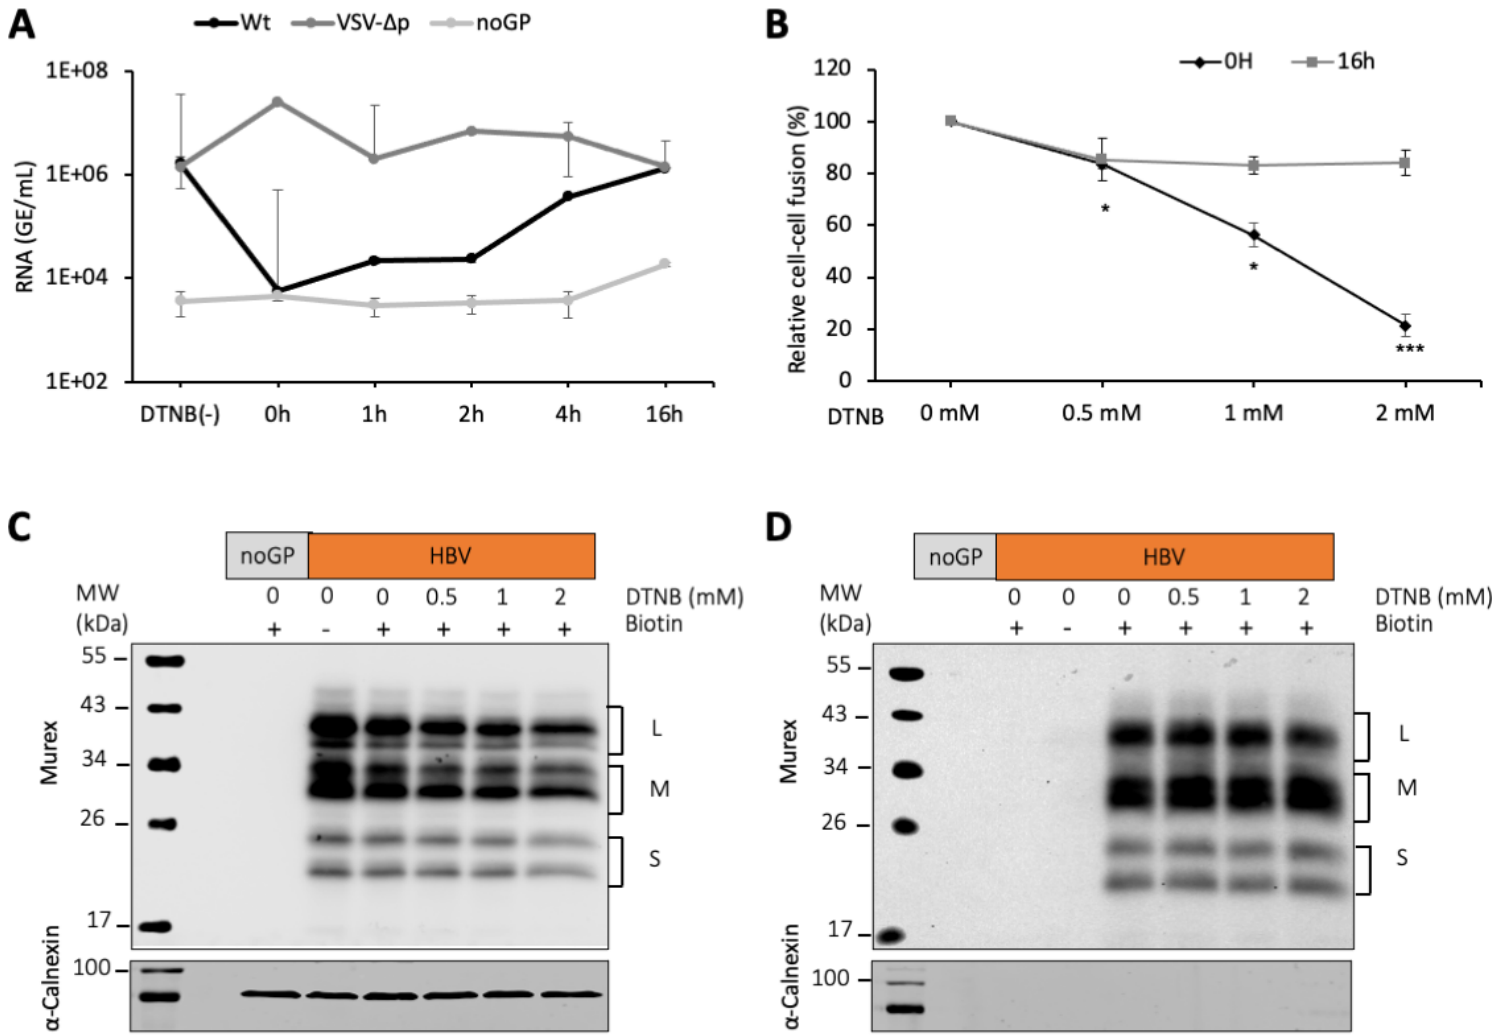 A
Wt VSV-Δp noGP
RNA (GE/mL)
1E+08
1E+06
1E+04
1E+02
DTNB(-) 0h 1h 2h 4h 16h
B
0H 16h
Relative cell-cell fusion (%)
120
100
80
60
40
20
0
*
*
***
DTNB 0 mM 0.5 mM 1 mM 2 mM
C
noGP HBV
MW 0 0 0 0.5 1 2 DTNB (mM)
(kDa) + - + + + + Biotin
55
43
34
26
17
100
Murex
α-Calnexin
L
M
S
D
noGP HBV
MW 0 0 0 0.5 1 2 DTNB (mM)
(kDa) + - + + + + Biotin
55
43
34
26
17
100
Murex
α-Calnexin
L
M
S